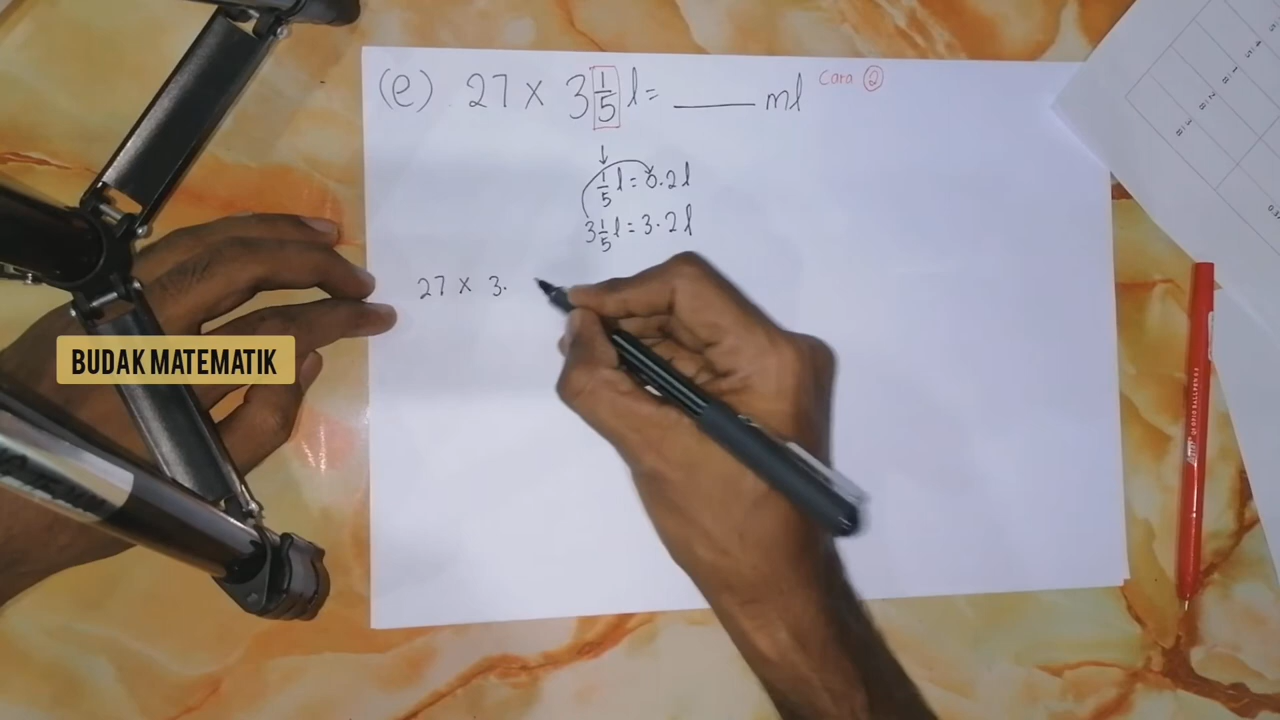 (e) 27 × 3 1/5 l = ______ ml
Cara ②
↓
1/5 l = 0.2 l
3 1/5 l = 3.2 l
27 × 3.
BUDAK MATEMATIK